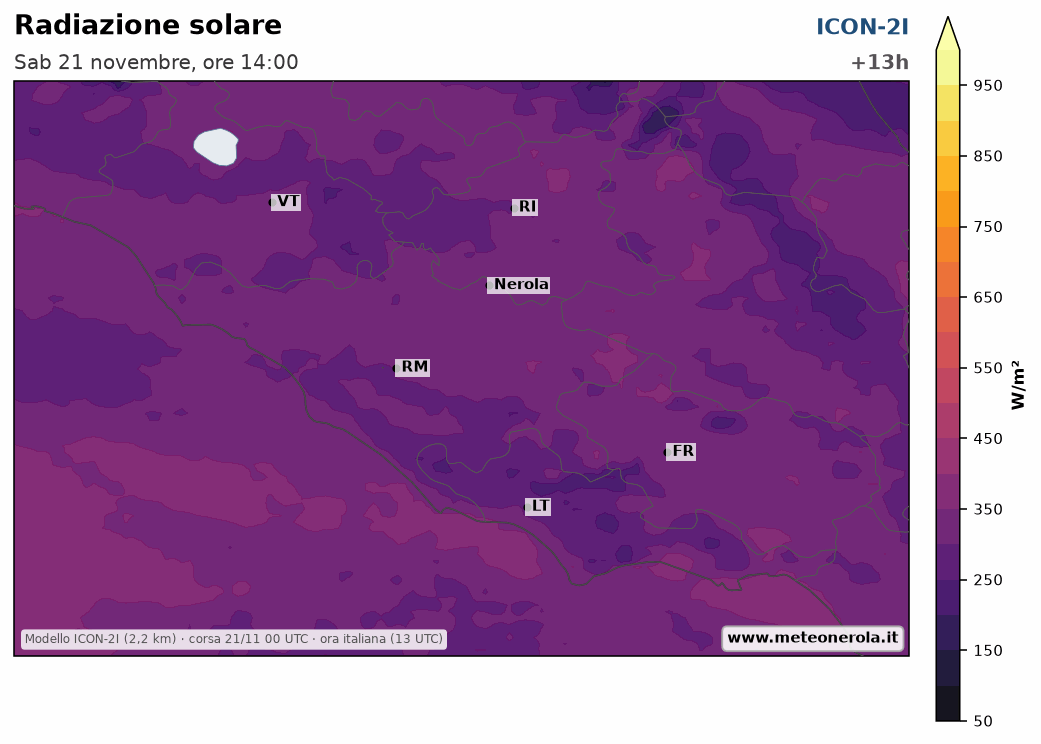 Radiazione solare
ICON-2I
Sab 21 novembre, ore 14:00
+13h
950
850
750
650
550
450
350
250
150
50
W/m²
VT
RI
Nerola
RM
FR
LT
Modello ICON-2I (2,2 km) · corsa 21/11 00 UTC · ora italiana (13 UTC)
www.meteonerola.it